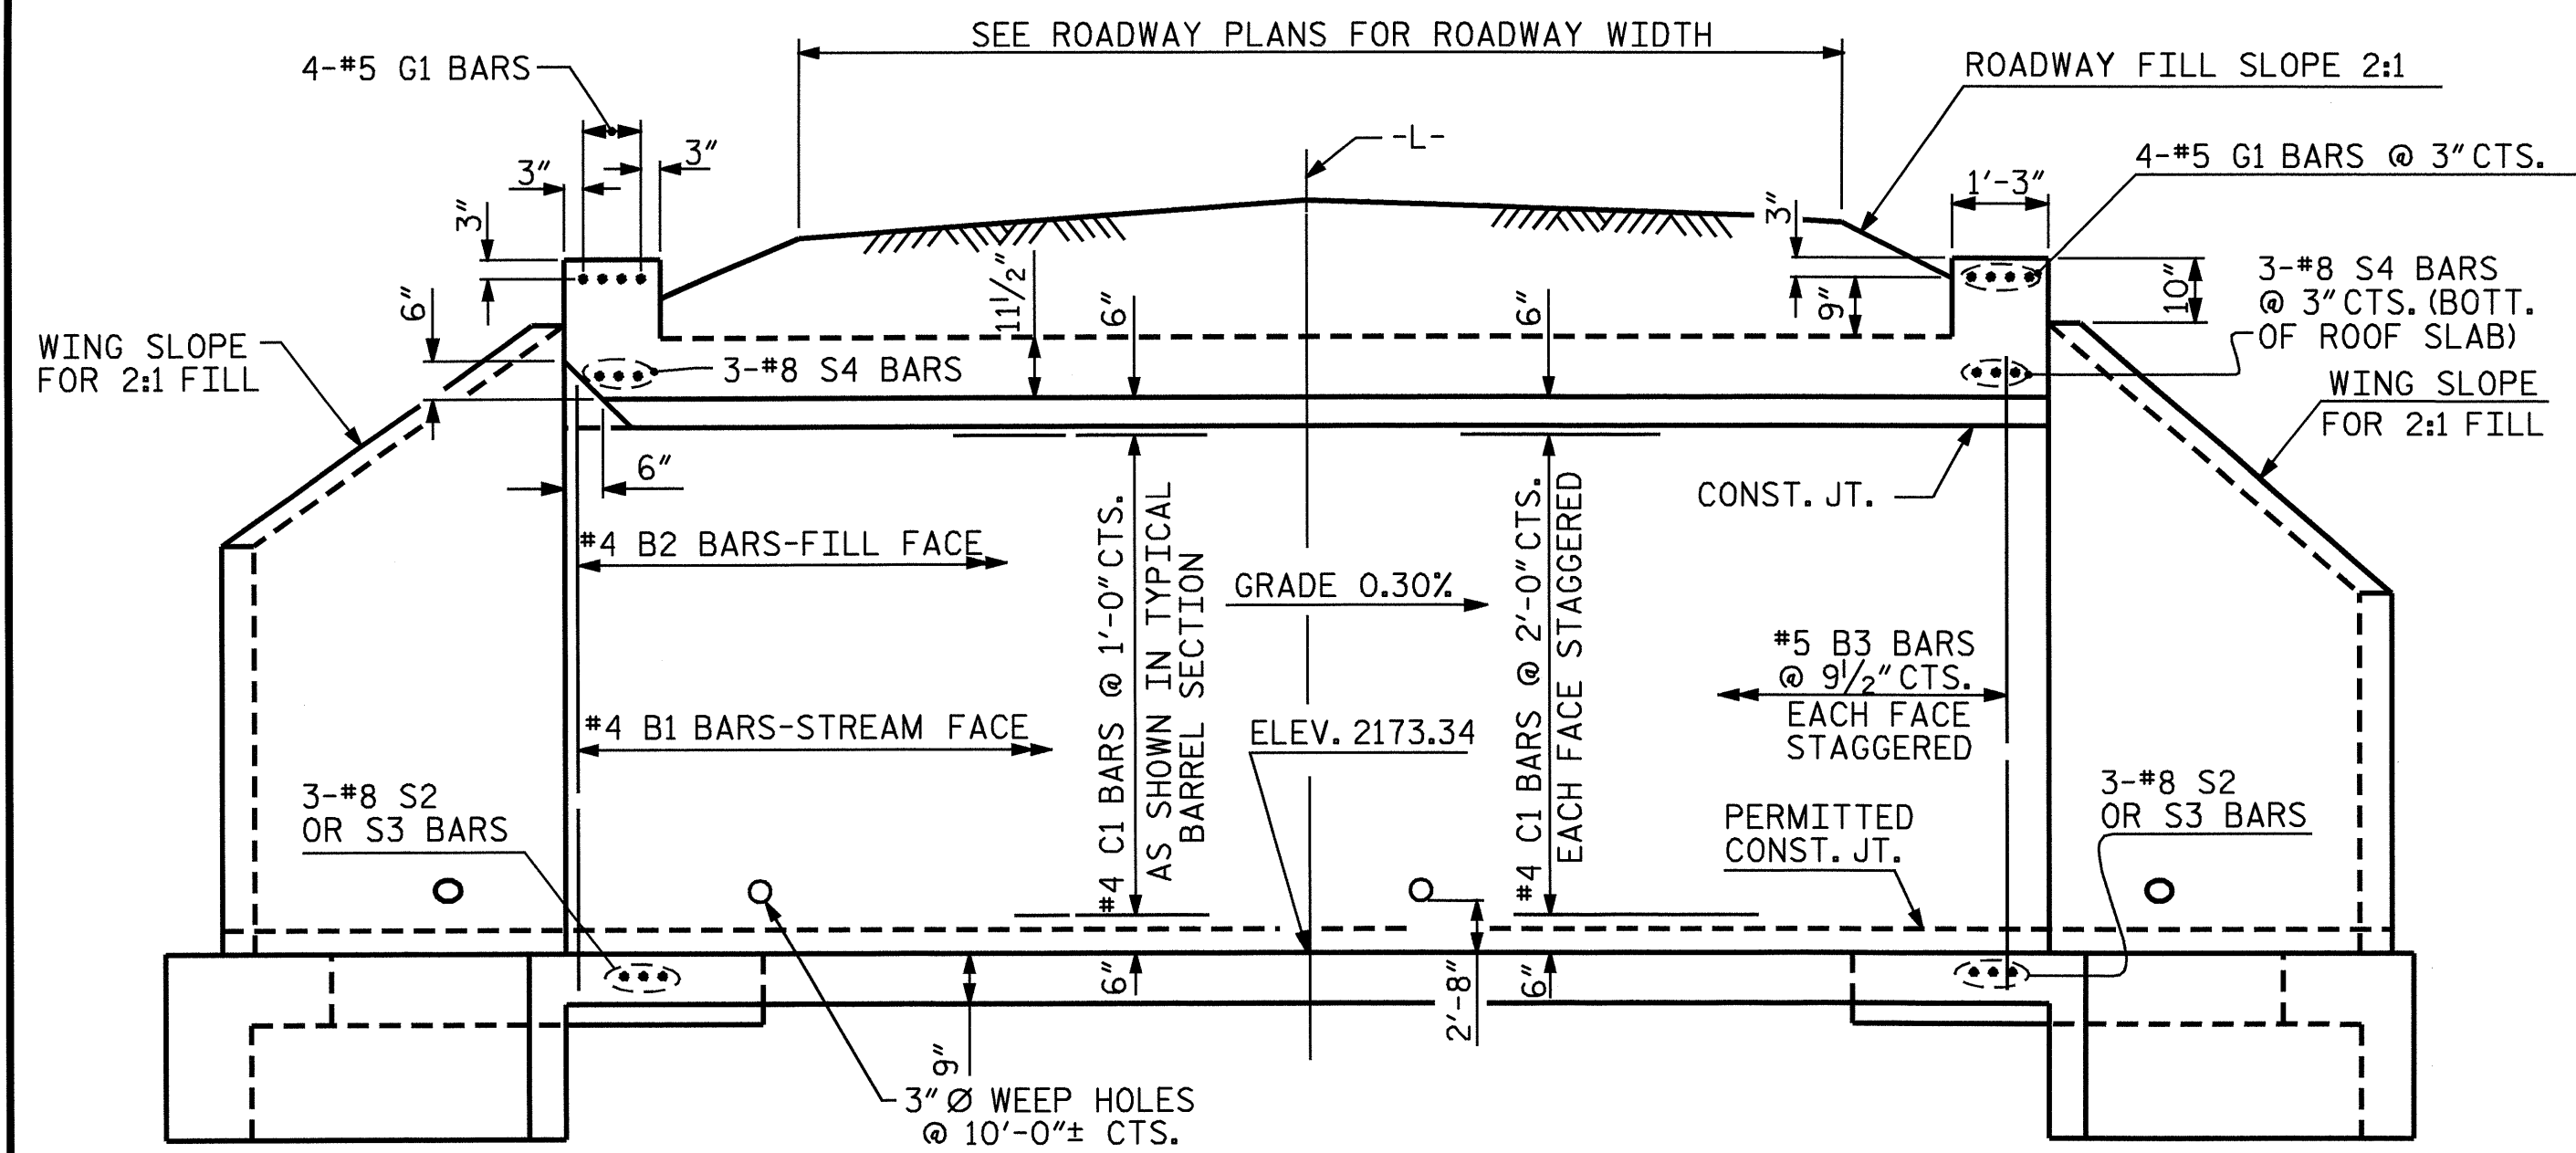 SEE ROADWAY PLANS FOR ROADWAY WIDTH
4-#5 G1 BARS
ROADWAY FILL SLOPE 2:1
-L-
3"
3"
3"
4-#5 G1 BARS @ 3" CTS.
1'-3"
3"
6"
11 1/2"
6"
6"
9"
10"
3-#8 S4 BARS
@ 3" CTS. (BOTT.
OF ROOF SLAB)
WING SLOPE
FOR 2:1 FILL
3-#8 S4 BARS
WING SLOPE
FOR 2:1 FILL
6"
CONST. JT.
#4 B2 BARS-FILL FACE
#4 C1 BARS @ 1'-0" CTS.
AS SHOWN IN TYPICAL
BARREL SECTION
GRADE 0.30%
#4 C1 BARS @ 2'-0" CTS.
EACH FACE STAGGERED
#5 B3 BARS
@ 9 1/2" CTS.
EACH FACE
STAGGERED
#4 B1 BARS-STREAM FACE
ELEV. 2173.34
3-#8 S2
OR S3 BARS
PERMITTED
CONST. JT.
3-#8 S2
OR S3 BARS
6"
2'-8"
6"
9"
3" Ø WEEP HOLES
@ 10'-0"± CTS.